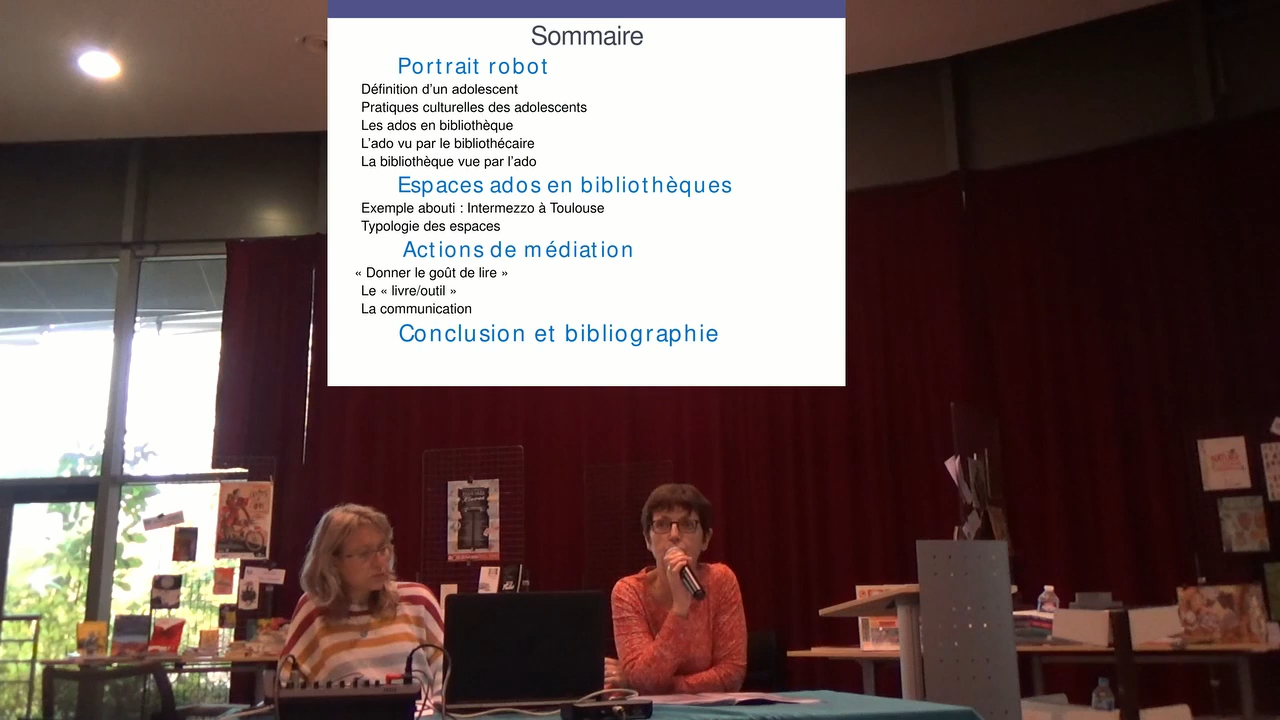 Sommaire
Portrait robot
Définition d'un adolescent
Pratiques culturelles des adolescents
Les ados en bibliothèque
L'ado vu par le bibliothécaire
La bibliothèque vue par l'ado
Espaces ados en bibliothèques
Exemple abouti : Intermezzo à Toulouse
Typologie des espaces
Actions de médiation
« Donner le goût de lire »
Le « livre/outil »
La communication
Conclusion et bibliographie